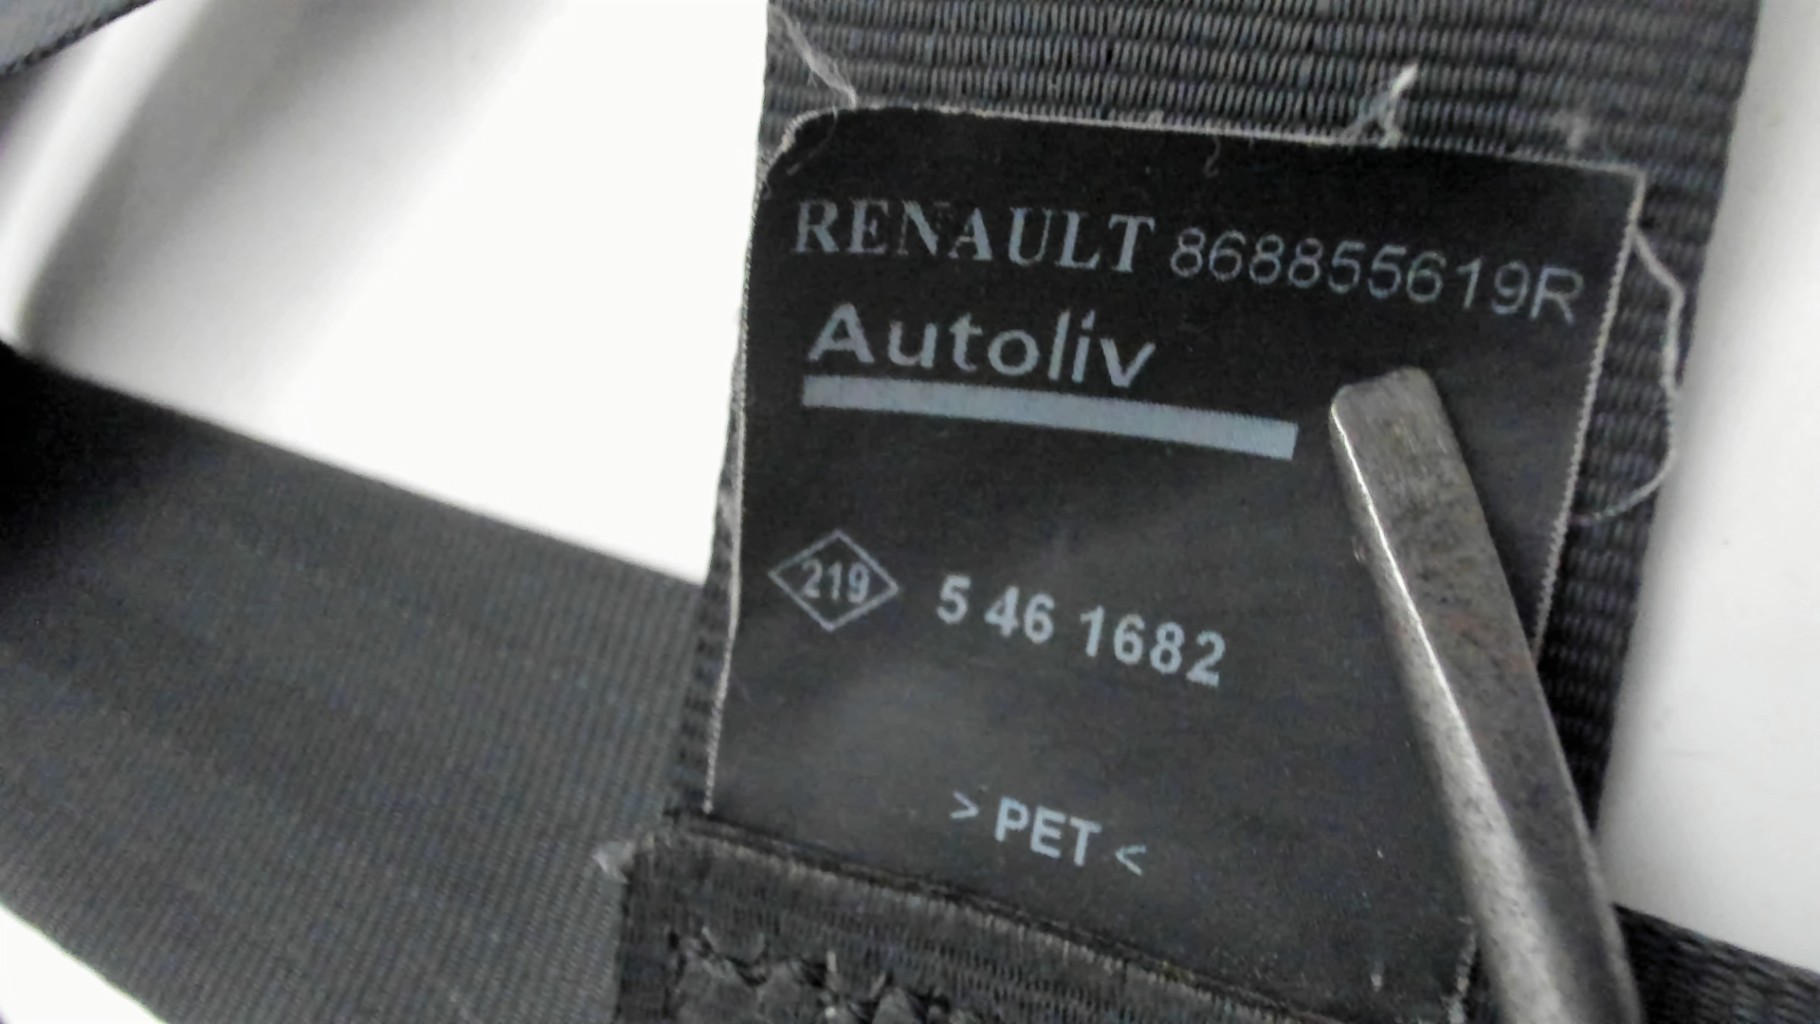 RENAULT 868855619R
Autoliv
219 5 46 1682
> PET <